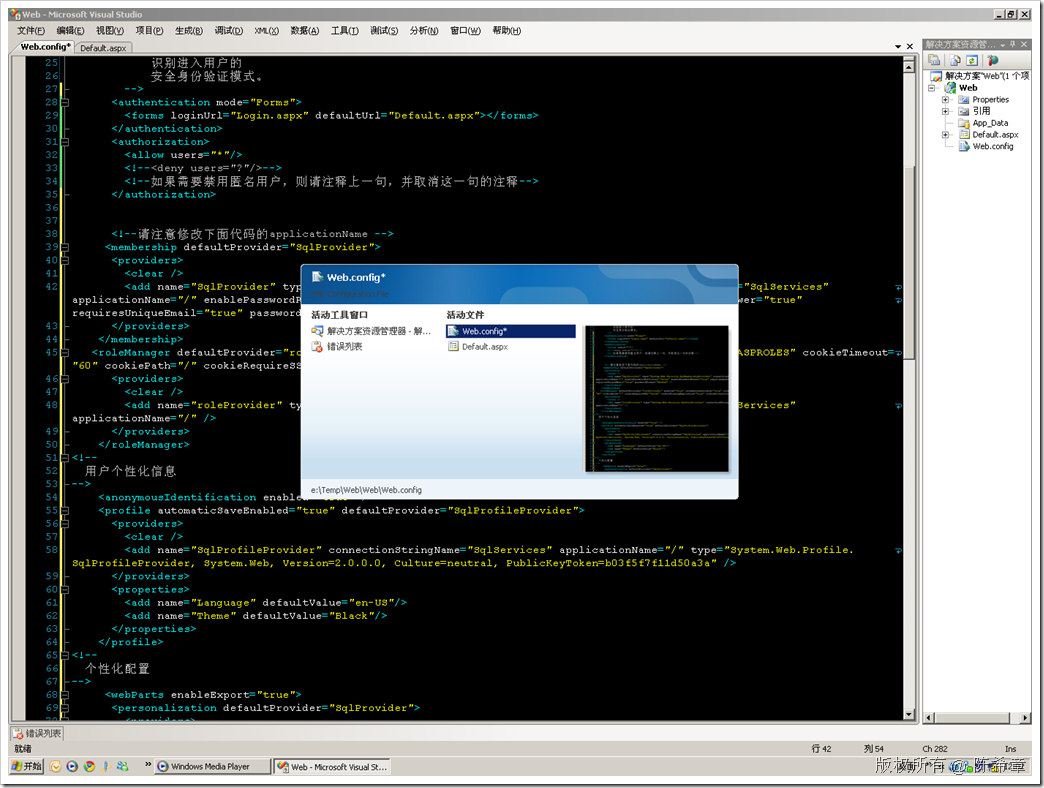 Web - Microsoft Visual Studio
文件(F) 编辑(E) 视图(V) 项目(P) 生成(B) 调试(D) XML(X) 数据(A) 工具(T) 测试(S) 分析(N) 窗口(W) 帮助(H)
Web.config* Default.aspx
25 识别进入用户的
26 安全身份验证模式。
27 -->
28 <authentication mode="Forms">
29 <forms loginUrl="Login.aspx" defaultUrl="Default.aspx"></forms>
30 </authentication>
31 <authorization>
32 <allow users="*"/>
33 <!--<deny users="?"/>-->
34 <!--如果需要禁用匿名用户，则请注释上一句，并取消这一句的注释-->
35 </authorization>
36
37
38 <!--请注意修改下面代码的applicationName -->
39 <membership defaultProvider="SqlProvider">
40 <providers>
41 <clear />
42 <add name="SqlProvider" typ ="SqlServices"
applicationName="/" enablePasswordR wer="true"
requiresUniqueEmail="true" password
43 </providers>
44 </membership>
45 <roleManager defaultProvider="ro ASPROLES" cookieTimeout=
"60" cookiePath="/" cookieRequireSS
46 <providers>
47 <clear />
48 <add name="roleProvider" ty Services"
applicationName="/" />
49 </providers>
50 </roleManager>
51 <!--
52 用户个性化信息
53 -->
54 <anonymousIdentification enabled
55 <profile automaticSaveEnabled="true" defaultProvider="SqlProfileProvider">
56 <providers>
57 <clear />
58 <add name="SqlProfileProvider" connectionStringName="SqlServices" applicationName="/" type="System.Web.Profile.
SqlProfileProvider, System.Web, Version=2.0.0.0, Culture=neutral, PublicKeyToken=b03f5f7f11d50a3a" />
59 </providers>
60 <properties>
61 <add name="Language" defaultValue="en-US"/>
62 <add name="Theme" defaultValue="Black"/>
63 </properties>
64 </profile>
65 <!--
66 个性化配置
67 -->
68 <webParts enableExport="true">
69 <personalization defaultProvider="SqlProvider">
70 <providers>
Web.config*
活动工具窗口 活动文件
解决方案资源管理器 - 解... Web.config*
错误列表 Default.aspx
e:\Temp\Web\Web\Web.config
解决方案资源管...
解决方案"Web"(1 个项
Web
Properties
引用
App_Data
Default.aspx
Web.config
错误列表
就绪 行 42 列 54 Ch 282 Ins
开始 » Windows Media Player Web - Microsoft Visual St...
版权所有 @ 陈希章